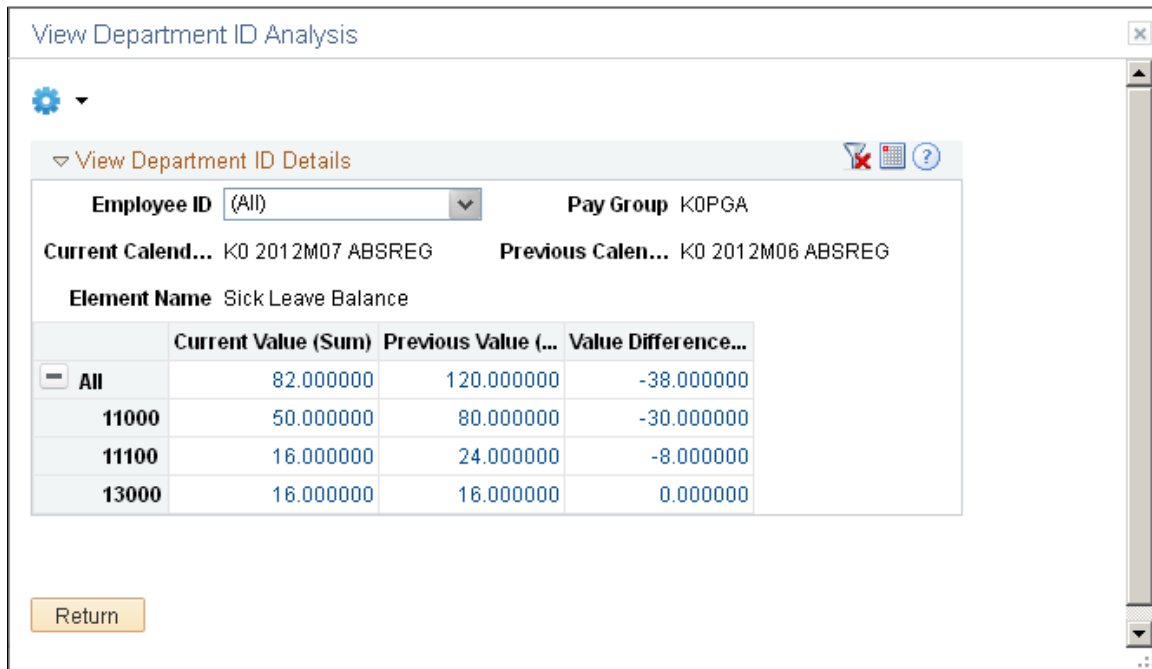 View Department ID Analysis
View Department ID Details
Employee ID (All) Pay Group K0PGA
Current Calend... K0 2012M07 ABSREG Previous Calen... K0 2012M06 ABSREG
Element Name Sick Leave Balance
Current Value (Sum) Previous Value (... Value Difference...
All 82.000000 120.000000 -38.000000
11000 50.000000 80.000000 -30.000000
11100 16.000000 24.000000 -8.000000
13000 16.000000 16.000000 0.000000
Return